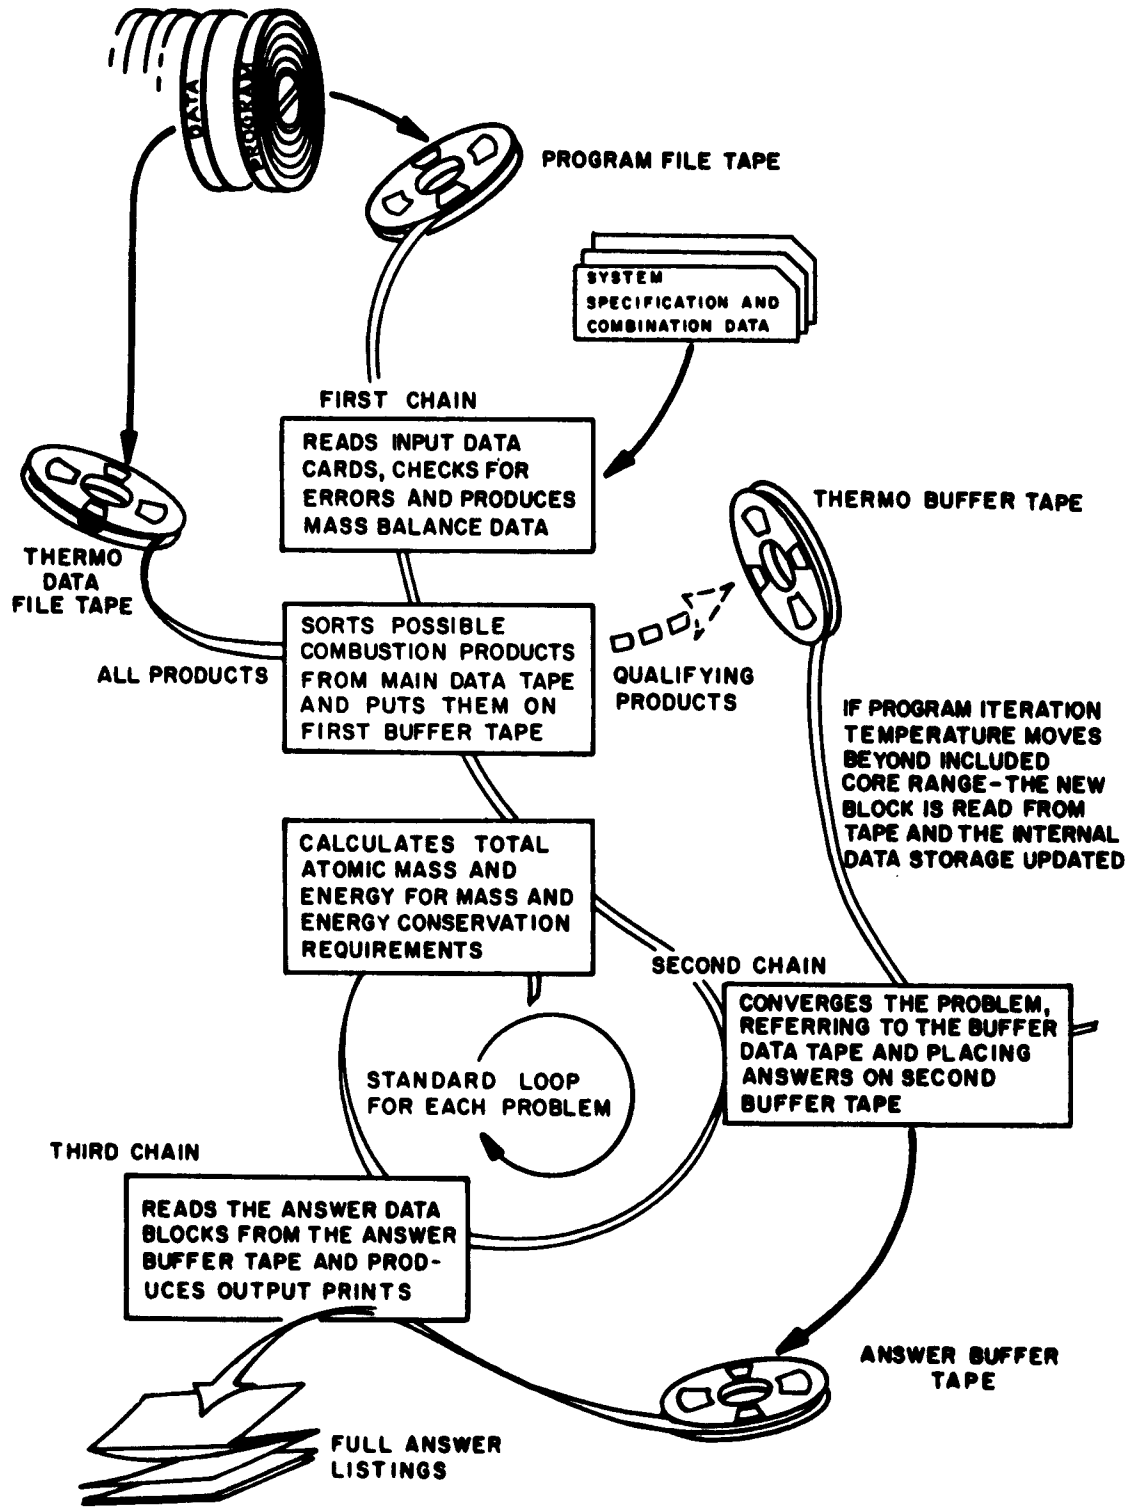 DATA
PROGRAM
PROGRAM FILE TAPE
SYSTEM
SPECIFICATION AND
COMBINATION DATA
FIRST CHAIN
READS INPUT DATA
CARDS, CHECKS FOR
ERRORS AND PRODUCES
MASS BALANCE DATA
THERMO BUFFER TAPE
THERMO
DATA
FILE TAPE
SORTS POSSIBLE
COMBUSTION PRODUCTS
FROM MAIN DATA TAPE
AND PUTS THEM ON
FIRST BUFFER TAPE
ALL PRODUCTS
QUALIFYING
PRODUCTS
IF PROGRAM ITERATION
TEMPERATURE MOVES
BEYOND INCLUDED
CORE RANGE-THE NEW
BLOCK IS READ FROM
TAPE AND THE INTERNAL
DATA STORAGE UPDATED
CALCULATES TOTAL
ATOMIC MASS AND
ENERGY FOR MASS AND
ENERGY CONSERVATION
REQUIREMENTS
SECOND CHAIN
CONVERGES THE PROBLEM,
REFERRING TO THE BUFFER
DATA TAPE AND PLACING
ANSWERS ON SECOND
BUFFER TAPE
STANDARD LOOP
FOR EACH PROBLEM
THIRD CHAIN
READS THE ANSWER DATA
BLOCKS FROM THE ANSWER
BUFFER TAPE AND PROD-
UCES OUTPUT PRINTS
ANSWER BUFFER
TAPE
FULL ANSWER
LISTINGS